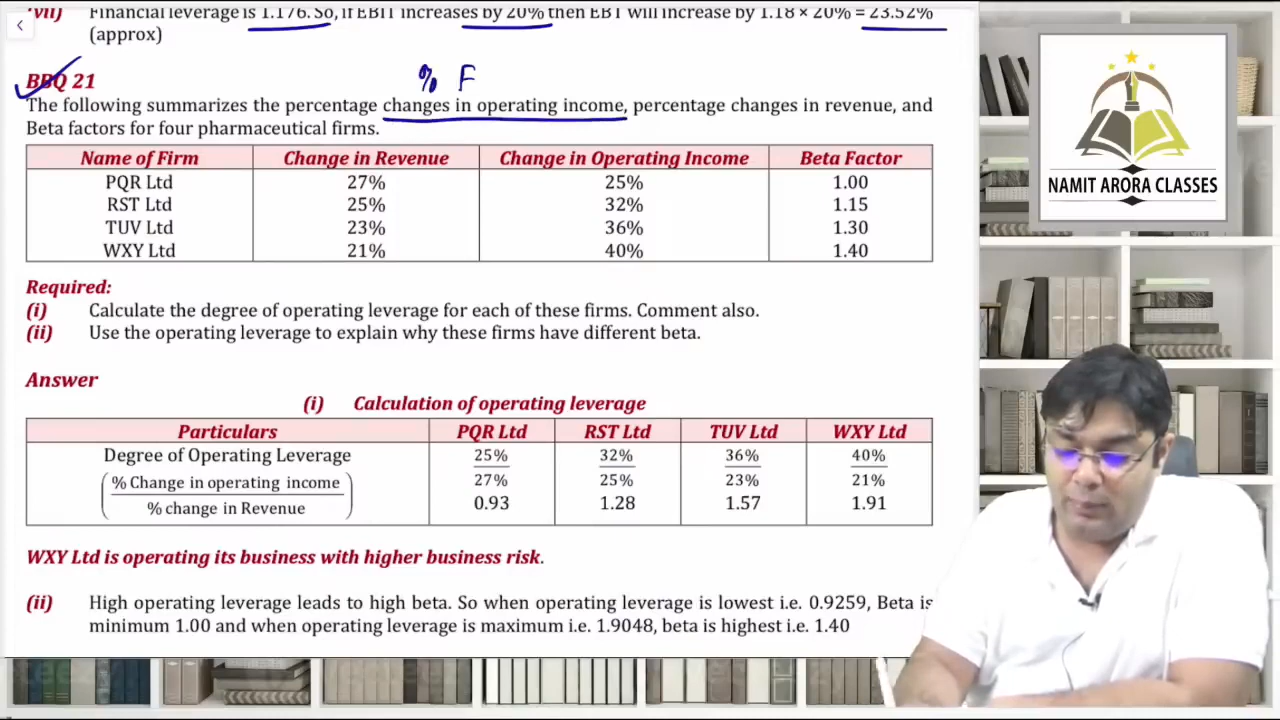 (vii) Financial leverage is 1.176. So, if EBIT increases by 20% then EBT will increase by 1.18 × 20% = 23.52%
(approx)
% E
BBQ 21
The following summarizes the percentage changes in operating income, percentage changes in revenue, and
Beta factors for four pharmaceutical firms.
Name of Firm Change in Revenue Change in Operating Income Beta Factor
PQR Ltd 27% 25% 1.00
RST Ltd 25% 32% 1.15
TUV Ltd 23% 36% 1.30
WXY Ltd 21% 40% 1.40
Required:
(i) Calculate the degree of operating leverage for each of these firms. Comment also.
(ii) Use the operating leverage to explain why these firms have different beta.
Answer
(i) Calculation of operating leverage
Particulars PQR Ltd RST Ltd TUV Ltd WXY Ltd
Degree of Operating Leverage 25% 32% 36% 40%
% Change in operating income 27% 25% 23% 21%
% change in Revenue 0.93 1.28 1.57 1.91
WXY Ltd is operating its business with higher business risk.
(ii) High operating leverage leads to high beta. So when operating leverage is lowest i.e. 0.9259, Beta is
minimum 1.00 and when operating leverage is maximum i.e. 1.9048, beta is highest i.e. 1.40
NAMIT ARORA CLASSES